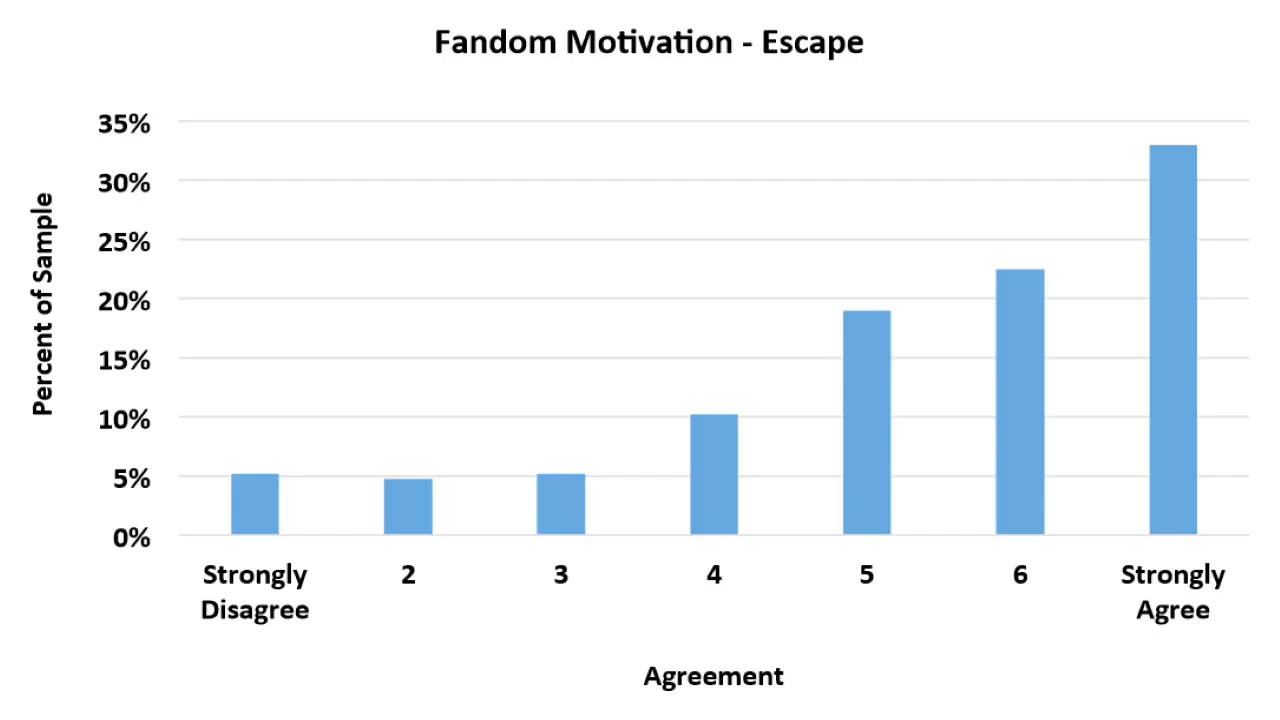 Fandom Motivation - Escape
35%
30%
25%
20%
15%
10%
5%
0%
Percent of Sample
Strongly
Disagree
2
3
4
5
6
Strongly
Agree
Agreement